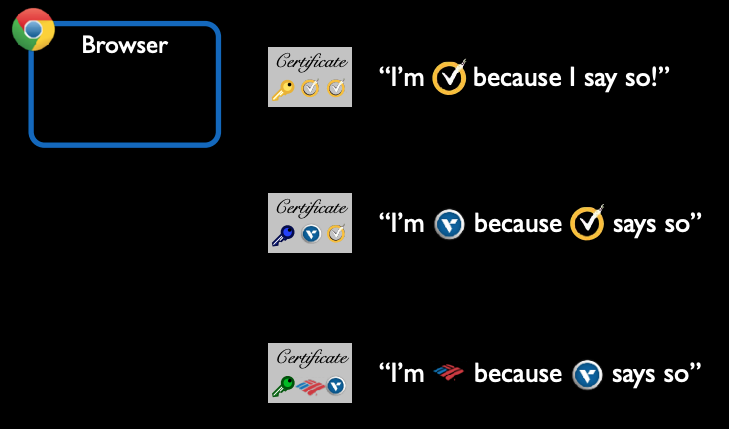 Browser
Certificate
“I’m because I say so!”
Certificate
“I’m because says so”
Certificate
“I’m because says so”